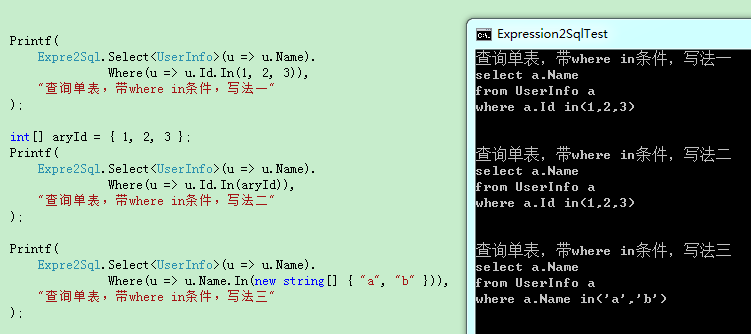 Printf(
Expre2Sql.Select<UserInfo>(u => u.Name).
Where(u => u.Id.In(1, 2, 3)),
"查询单表，带where in条件，写法一"
);
int[] aryId = { 1, 2, 3 };
Printf(
Expre2Sql.Select<UserInfo>(u => u.Name).
Where(u => u.Id.In(aryId)),
"查询单表，带where in条件，写法二"
);
Printf(
Expre2Sql.Select<UserInfo>(u => u.Name).
Where(u => u.Name.In(new string[] { "a", "b" })),
"查询单表，带where in条件，写法三"
);
Expression2SqlTest
查询单表，带where in条件，写法一
select a.Name
from UserInfo a
where a.Id in(1,2,3)
查询单表，带where in条件，写法二
select a.Name
from UserInfo a
where a.Id in(1,2,3)
查询单表，带where in条件，写法三
select a.Name
from UserInfo a
where a.Name in('a','b')